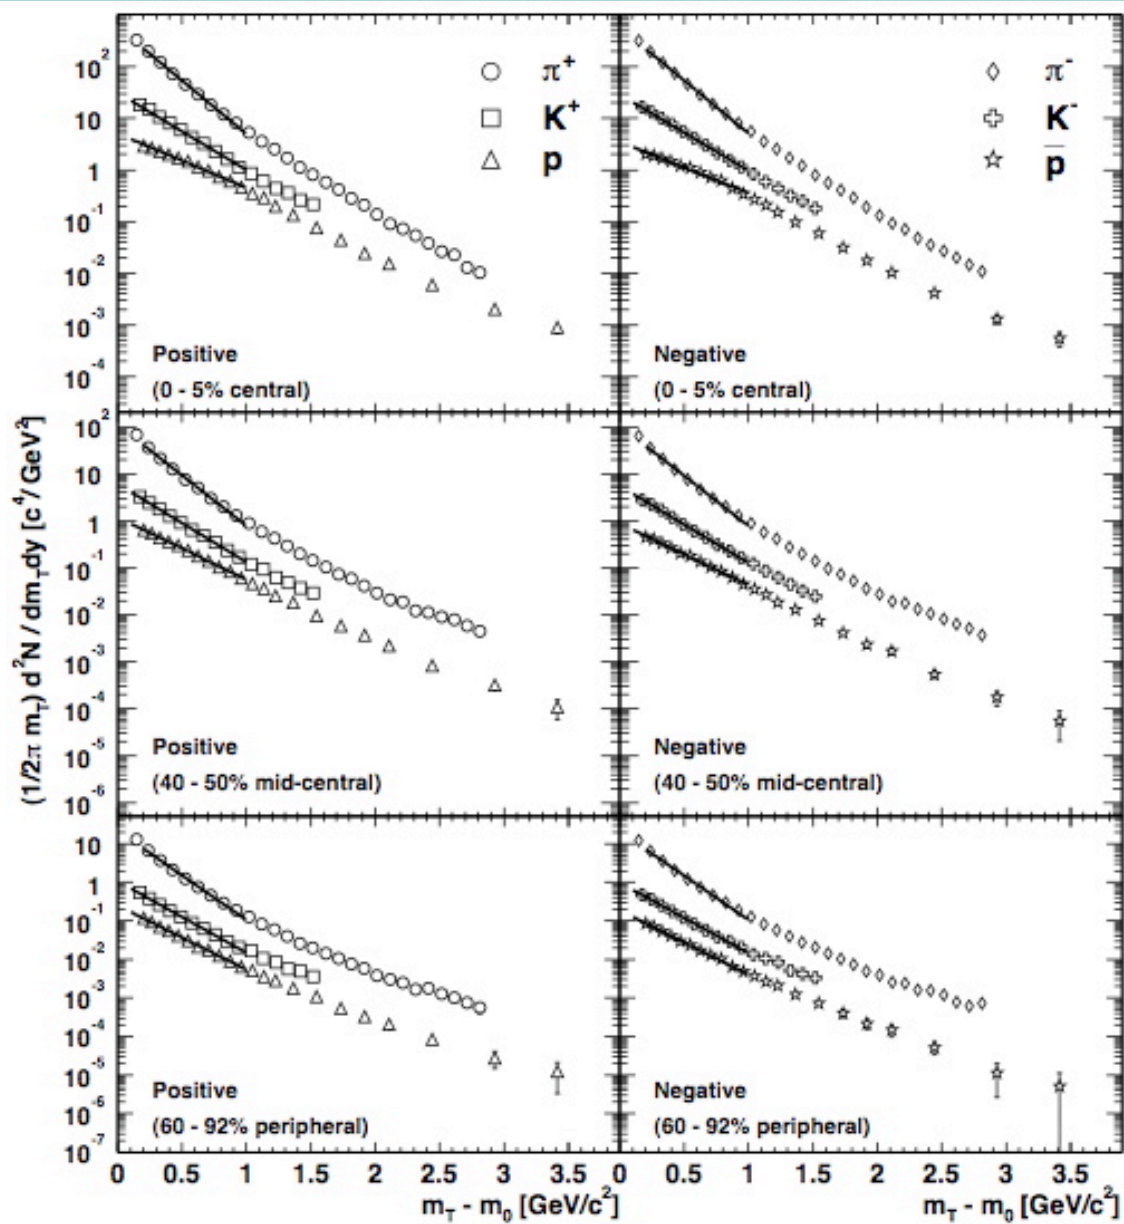 (1/2π m_T) d²N / dm_T dy [c⁴/GeV²]
10²
10
1
10⁻¹
10⁻²
10⁻³
10⁻⁴
π⁺
K⁺
p
Positive
(0 - 5% central)
π⁻
K⁻
p̅
Negative
(0 - 5% central)
10²
10
1
10⁻¹
10⁻²
10⁻³
10⁻⁴
10⁻⁵
10⁻⁶
Positive
(40 - 50% mid-central)
Negative
(40 - 50% mid-central)
10
1
10⁻¹
10⁻²
10⁻³
10⁻⁴
10⁻⁵
10⁻⁶
10⁻⁷
Positive
(60 - 92% peripheral)
Negative
(60 - 92% peripheral)
0 0.5 1 1.5 2 2.5 3 3.5 0 0.5 1 1.5 2 2.5 3 3.5
m_T - m₀ [GeV/c²] m_T - m₀ [GeV/c²]